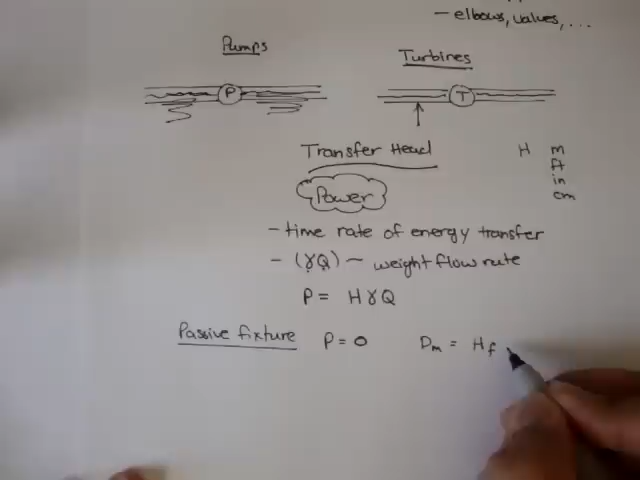 - elbows, values, ...
Pumps
Turbines
P
T
Transfer Head
H m
ft
in
cm
Power
- time rate of energy transfer
- (γQ) ~ weight flow rate
P = HγQ
Passive fixture P = 0 Dm = Hf